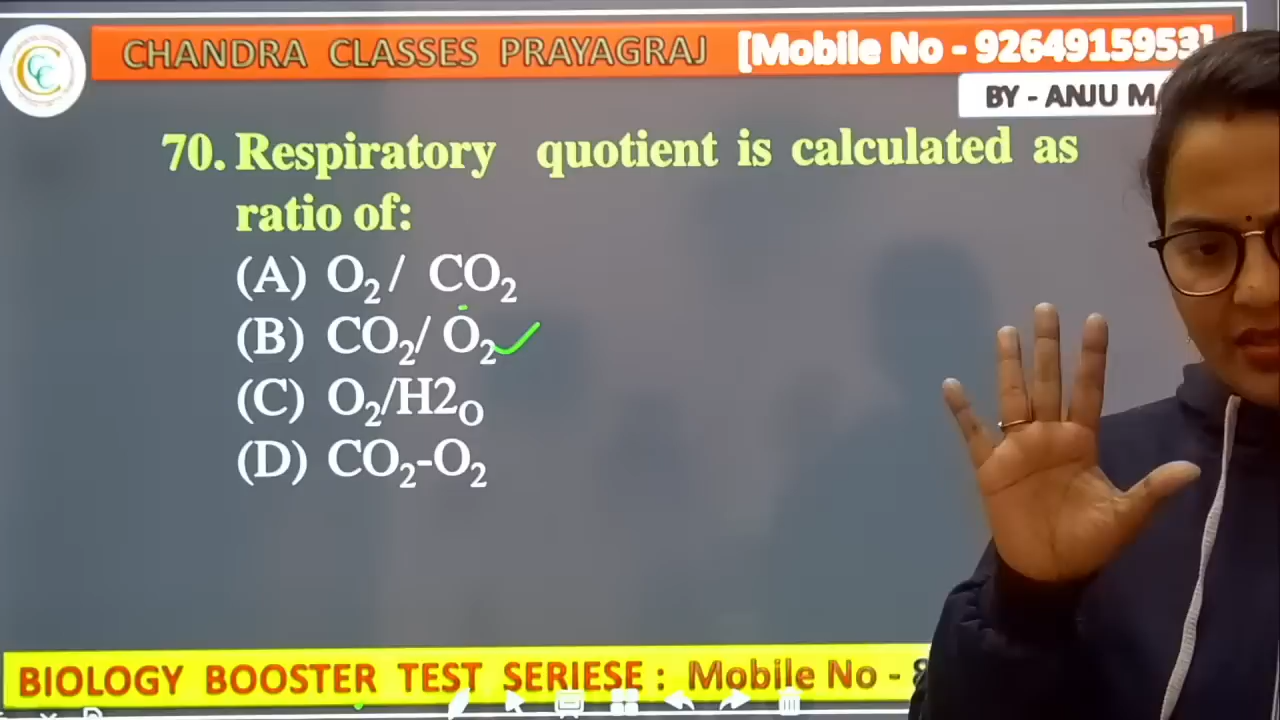 CHANDRA CLASSES PRAYAGRAJ [Mobile No - 9264915953]
BY - ANJU
70. Respiratory quotient is calculated as
ratio of:
(A) O₂/ CO₂
(B) CO₂/ O₂
(C) O₂/H2O
(D) CO₂-O₂
BIOLOGY BOOSTER TEST SERIESE : Mobile No -